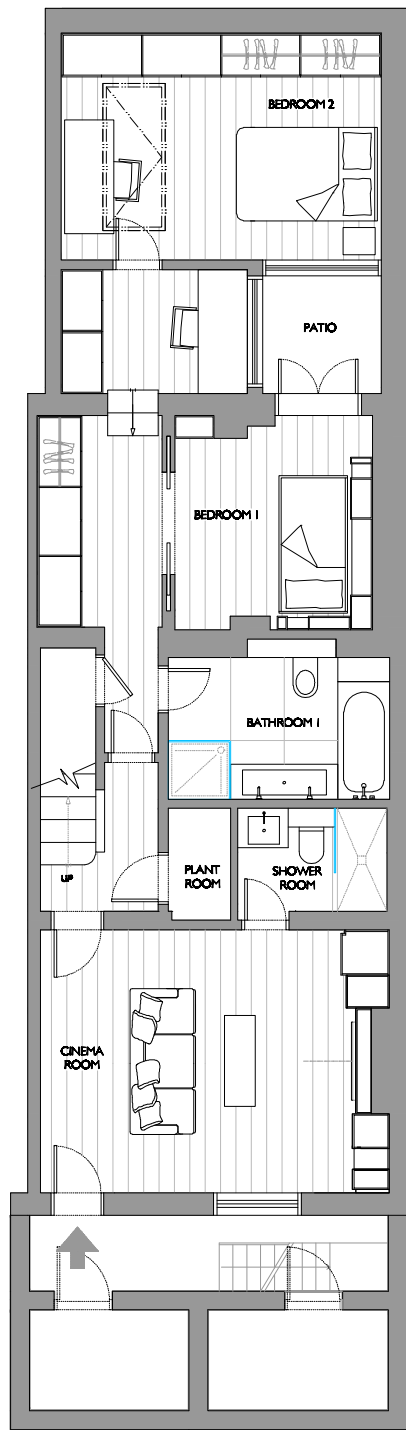 BEDROOM 2
PATIO
BEDROOM 1
BATHROOM 1
PLANT
ROOM
SHOWER
ROOM
UP
CINEMA
ROOM